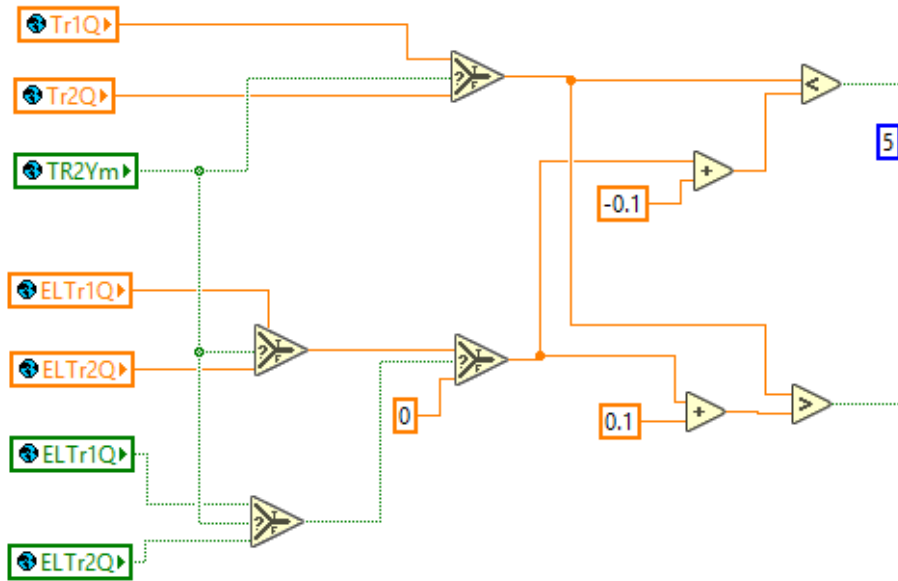 Tr1Q
Tr2Q
TR2Ym
ELTr1Q
ELTr2Q
ELTr1Q
ELTr2Q
? T F
? T F
? T F
? T F
0
-0.1
+
0.1
+
<
>
5